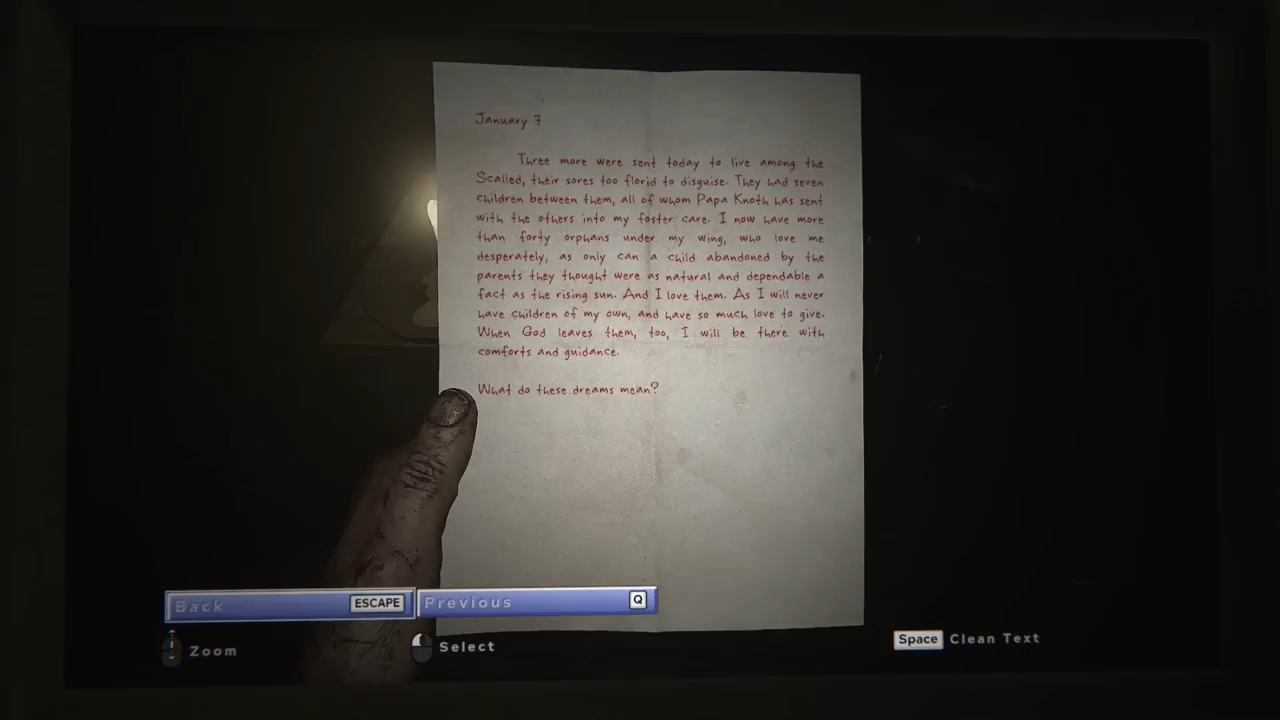 January 7
Three more were sent today to live among the
Scalled, their sores too florid to disguise. They had seven
children between them, all of whom Papa Knoth has sent
with the others into my foster care. I now have more
than forty orphans under my wing, who love me
desperately, as only can a child abandoned by the
parents they thought were as natural and dependable a
fact as the rising sun. And I love them. As I will never
have children of my own, and have so much love to give.
When God leaves them, too, I will be there with
comforts and guidance.
What do these dreams mean?
Back ESCAPE Previous Q
Zoom Select Space Clean Text